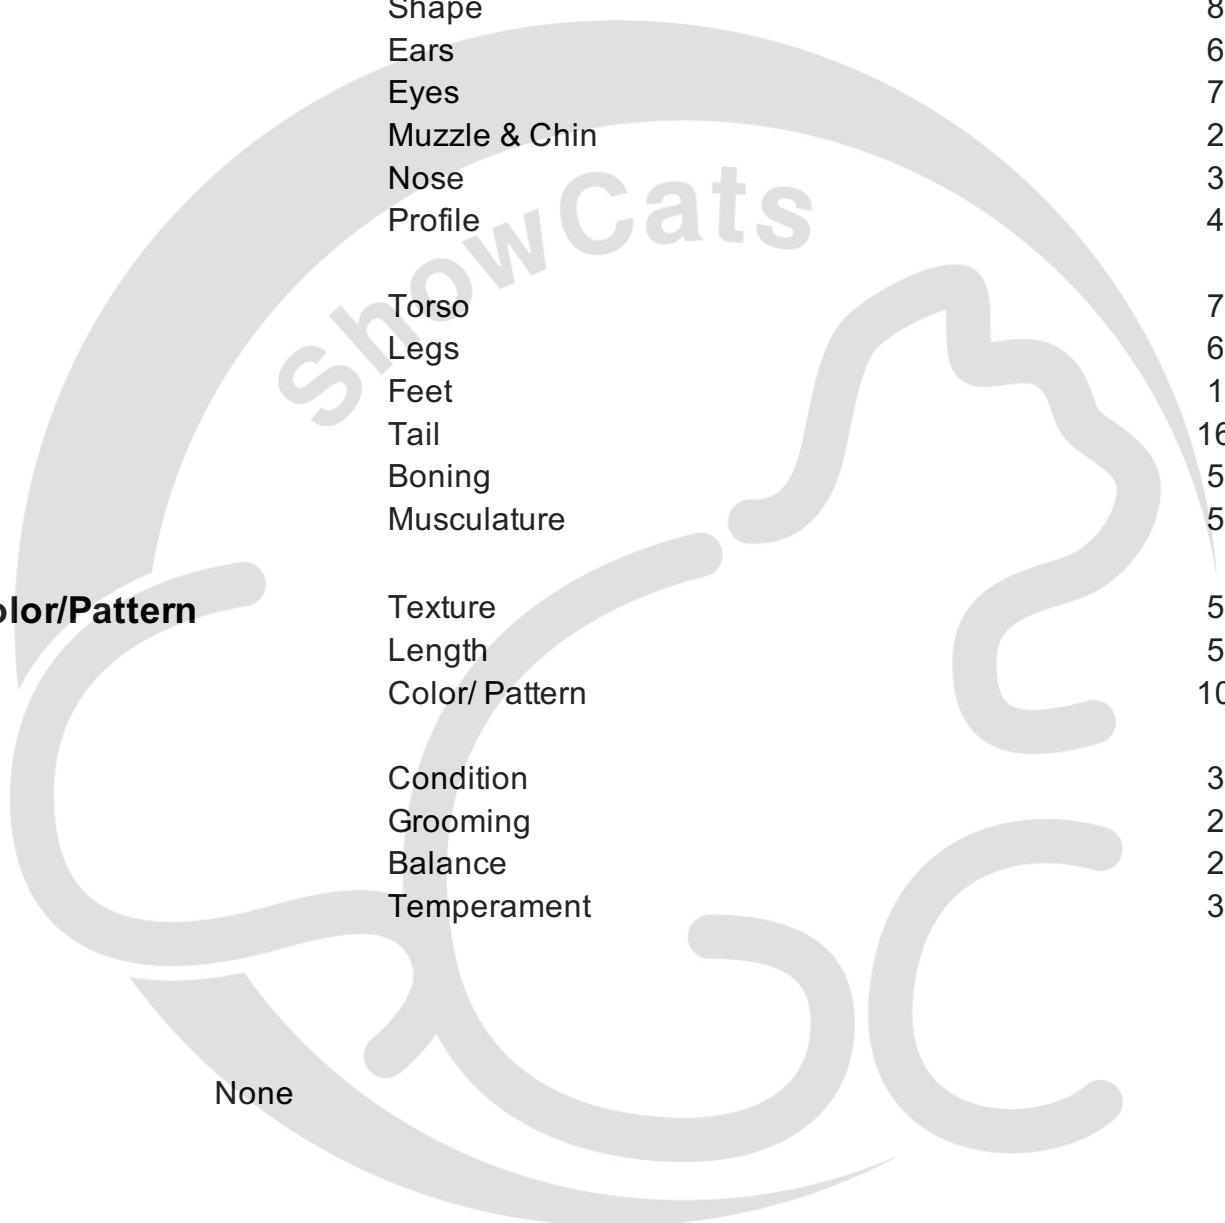 Shape 8
Ears 6
Eyes 7
Muzzle & Chin 2
Nose 3
Profile 4
ShowCats
Torso 7
Legs 6
Feet 1
Tail 16
Boning 5
Musculature 5
olor/Pattern Texture 5
Length 5
Color/ Pattern 10
Condition 3
Grooming 2
Balance 2
Temperament 3
GC
None